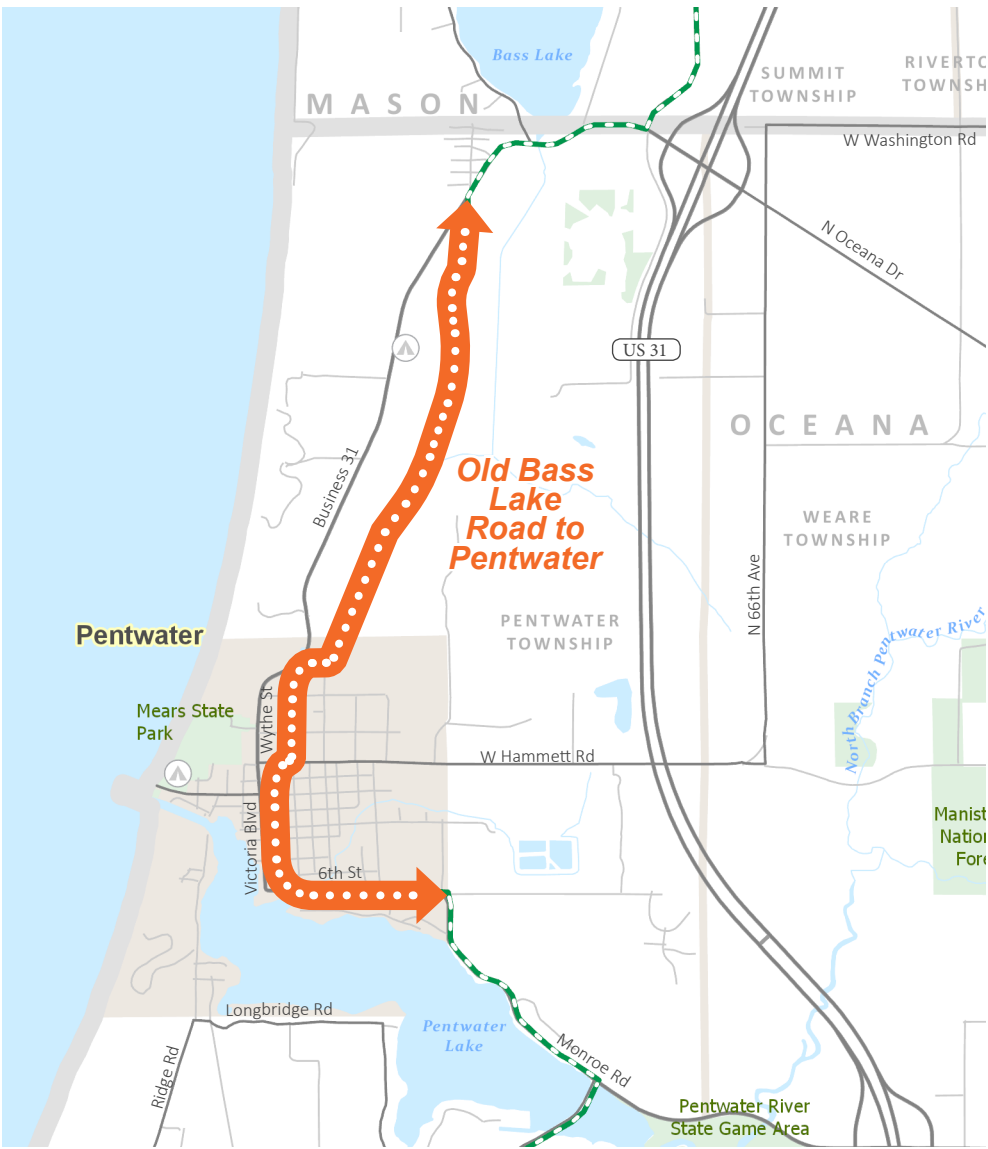 Bass Lake
SUMMIT
TOWNSHIP
RIVERTO
TOWNSH
MASON
W Washington Rd
N Oceana Dr
US 31
OCEANA
Business 31
Old Bass
Lake
Road to
Pentwater
WEARE
TOWNSHIP
N 66th Ave
PENTWATER
TOWNSHIP
North Branch Pentwater River
Pentwater
Mears State
Park
Wythe St
W Hammett Rd
Victoria Blvd
Manist
Nation
Fore
6th St
Longbridge Rd
Pentwater
Lake
Monroe Rd
Ridge Rd
Pentwater River
State Game Area